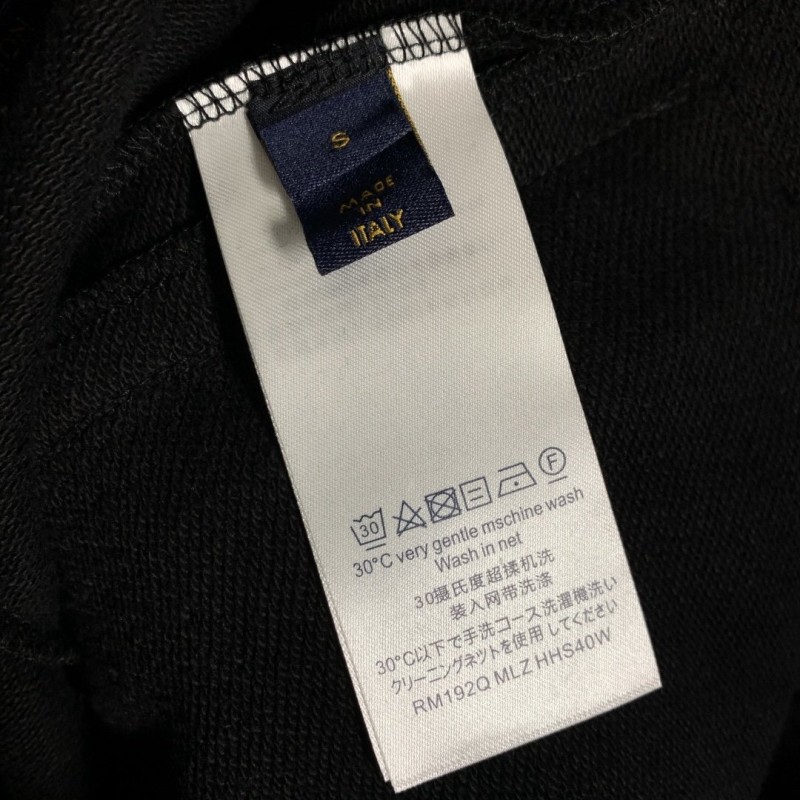 S
MADE
IN
ITALY
30
F
30°C very gentle mschine wash
Wash in net
30摄氏度超揉机洗
装入网带洗涤
30°C以下で手洗コース洗濯機洗い
クリーニングネットを使用してください
RM192Q MLZ HHS40W